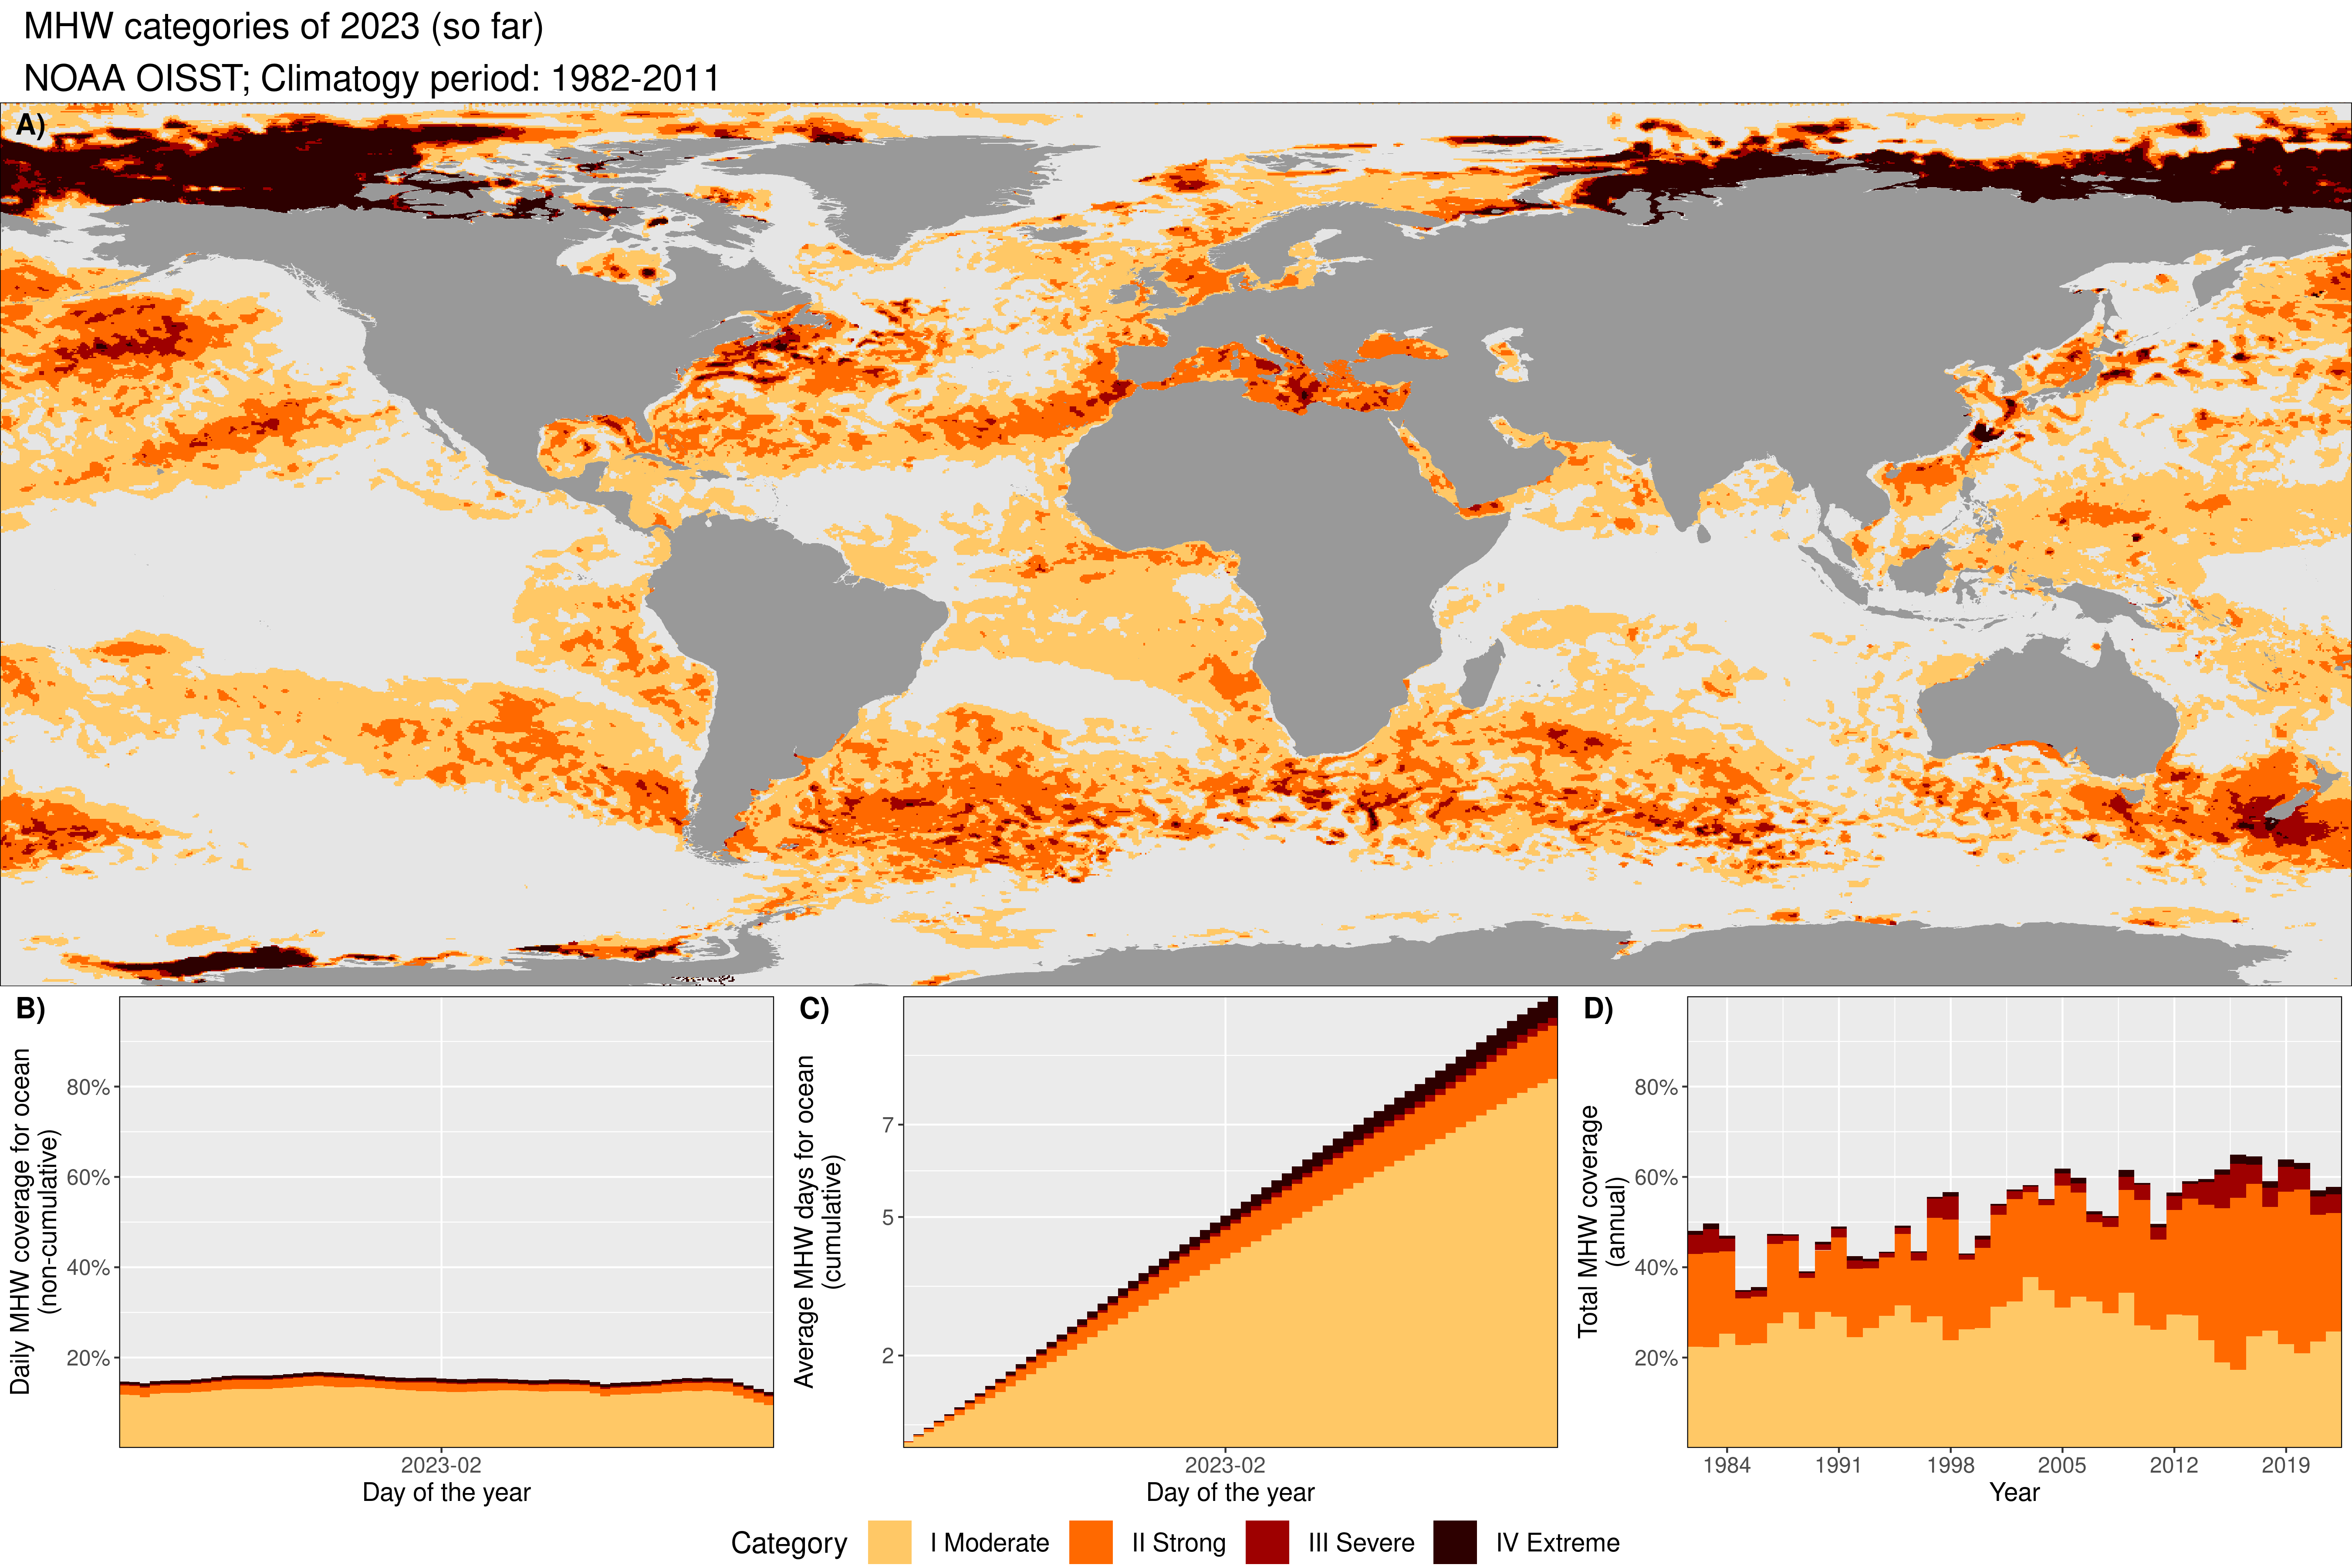 MHW categories of 2023 (so far)
NOAA OISST; Climatogy period: 1982-2011
A)
B)
Daily MHW coverage for ocean
(non-cumulative)
80%
60%
40%
20%
2023-02
Day of the year
C)
Average MHW days for ocean
(cumulative)
7
5
2
2023-02
Day of the year
D)
Total MHW coverage
(annual)
80%
60%
40%
20%
1984 1991 1998 2005 2012 2019
Year
Category I Moderate II Strong III Severe IV Extreme